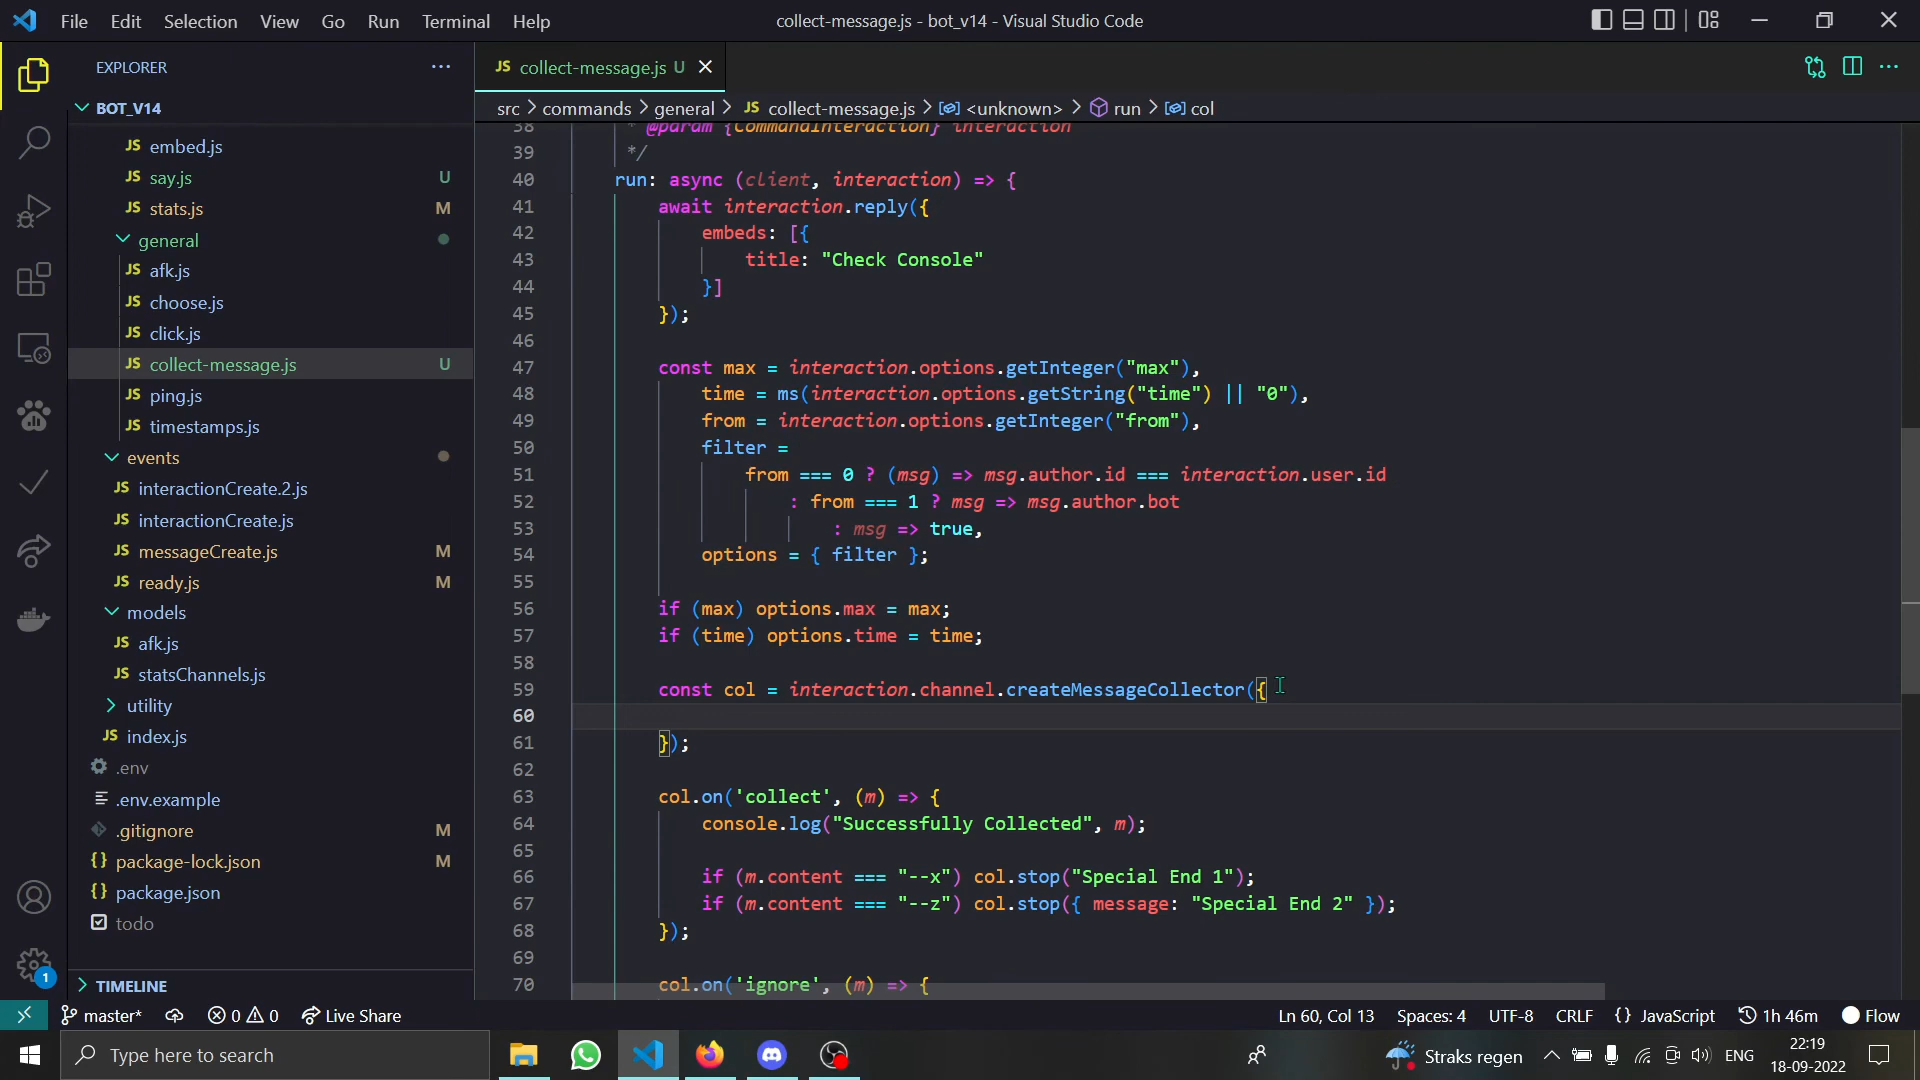 File Edit Selection View Go Run Terminal Help
collect-message.js - bot_v14 - Visual Studio Code
EXPLORER
BOT_V14
JS embed.js
JS say.js U
JS stats.js M
general
JS afk.js
JS choose.js
JS click.js
JS collect-message.js U
JS ping.js
JS timestamps.js
events
JS interactionCreate.2.js
JS interactionCreate.js
JS messageCreate.js M
JS ready.js M
models
JS afk.js
JS statsChannels.js
utility
JS index.js
.env
.env.example
.gitignore M
{} package-lock.json M
{} package.json
todo
TIMELINE
1
JS collect-message.js U
src > commands > general > JS collect-message.js > <unknown> > run > col
38 * @param {CommandInteraction} interaction
39 */
40 run: async (client, interaction) => {
41 await interaction.reply({
42 embeds: [{
43 title: "Check Console"
44 }]
45 });
46
47 const max = interaction.options.getInteger("max"),
48 time = ms(interaction.options.getString("time") || "0"),
49 from = interaction.options.getInteger("from"),
50 filter =
51 from === 0 ? (msg) => msg.author.id === interaction.user.id
52 : from === 1 ? msg => msg.author.bot
53 : msg => true,
54 options = { filter };
55
56 if (max) options.max = max;
57 if (time) options.time = time;
58
59 const col = interaction.channel.createMessageCollector({
60
61 });
62
63 col.on('collect', (m) => {
64 console.log("Successfully Collected", m);
65
66 if (m.content === "--x") col.stop("Special End 1");
67 if (m.content === "--z") col.stop({ message: "Special End 2" });
68 });
69
70 col.on('ignore', (m) => {
master* 0 0 Live Share Ln 60, Col 13 Spaces: 4 UTF-8 CRLF {} JavaScript 1h 46m Flow
Type here to search
Straks regen ENG
22:19
18-09-2022